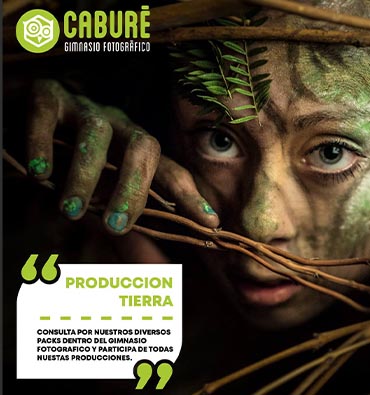 CABURÉ
GIMNASIO FOTOGRÁFICO
PRODUCCION
TIERRA
CONSULTA POR NUESTROS DIVERSOS
PACKS DENTRO DEL GIMNASIO
FOTOGRAFICO Y PARTICIPA DE TODAS
NUESTAS PRODUCCIONES.